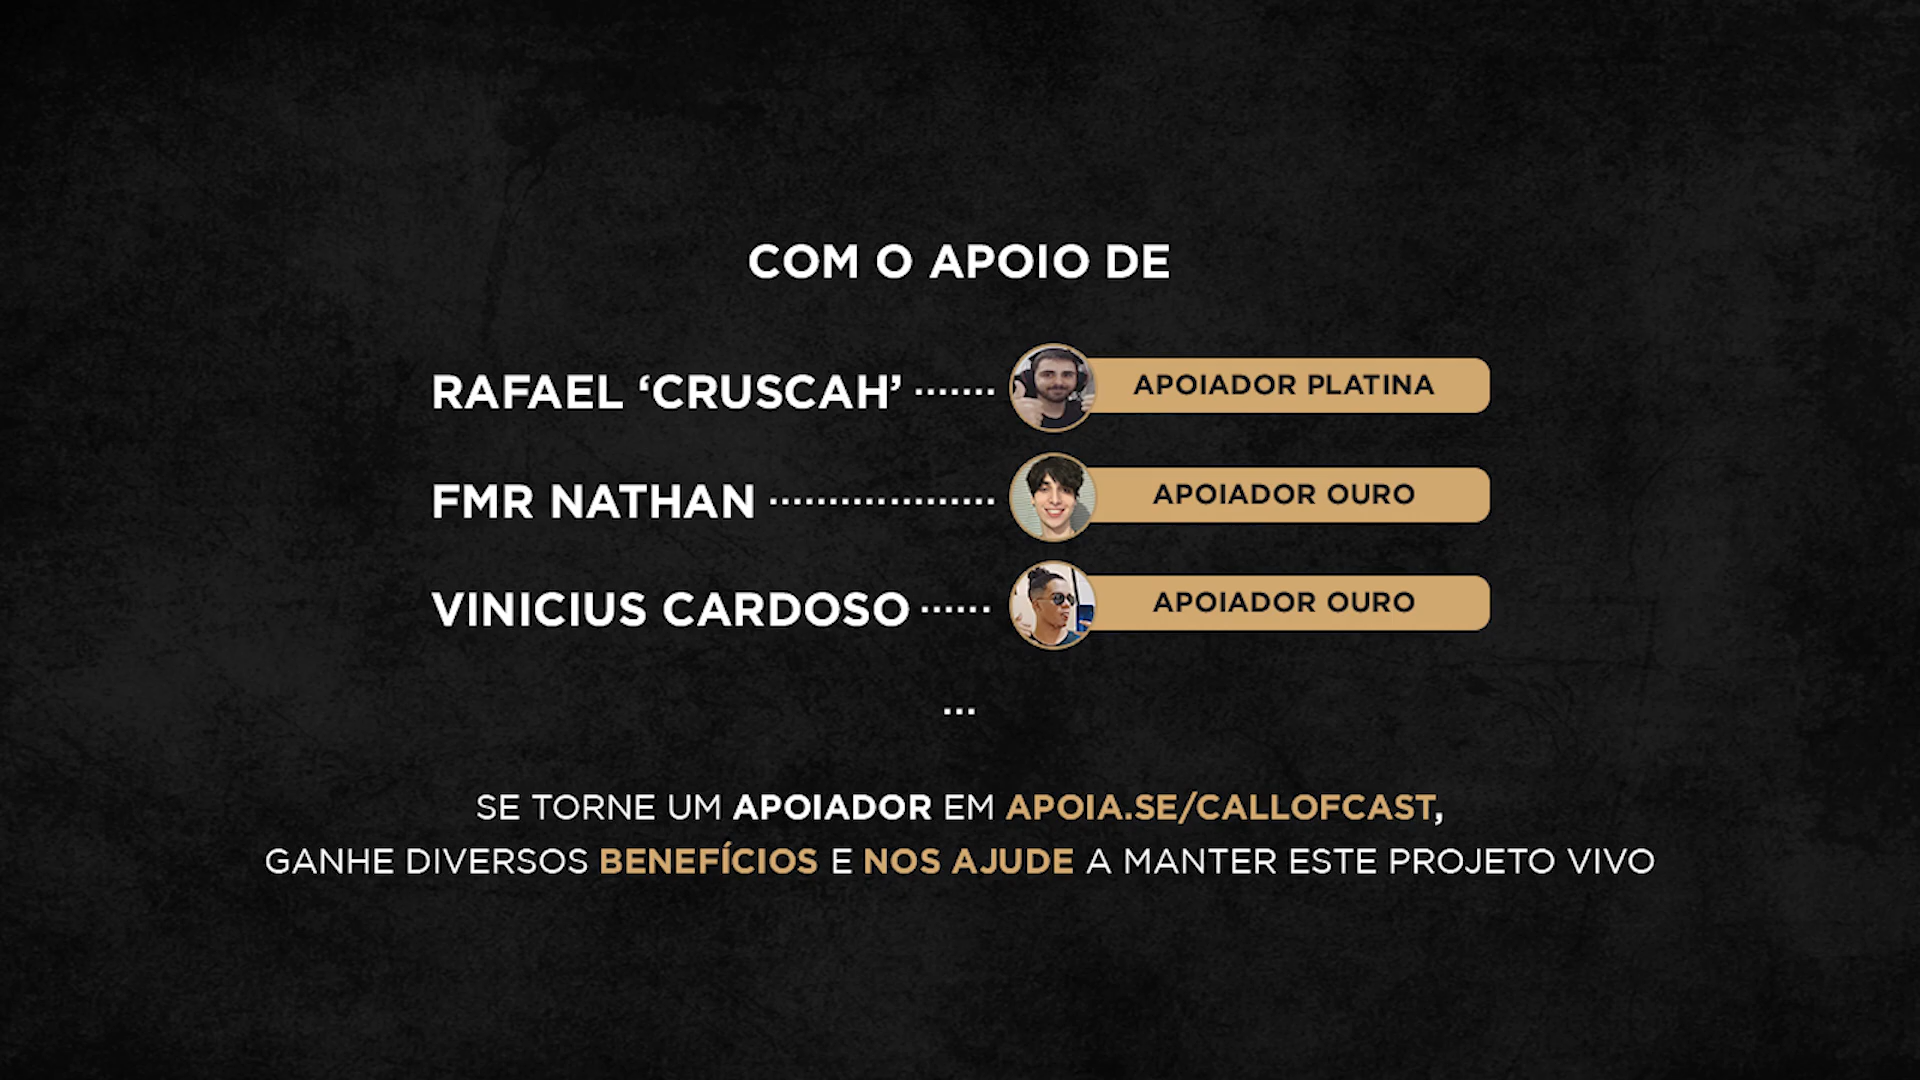 COM O APOIO DE
RAFAEL ‘CRUSCAH’ ....... APOIADOR PLATINA
FMR NATHAN ................... APOIADOR OURO
VINICIUS CARDOSO ...... APOIADOR OURO
...
SE TORNE UM APOIADOR EM APOIA.SE/CALLOFCAST,
GANHE DIVERSOS BENEFÍCIOS E NOS AJUDE A MANTER ESTE PROJETO VIVO